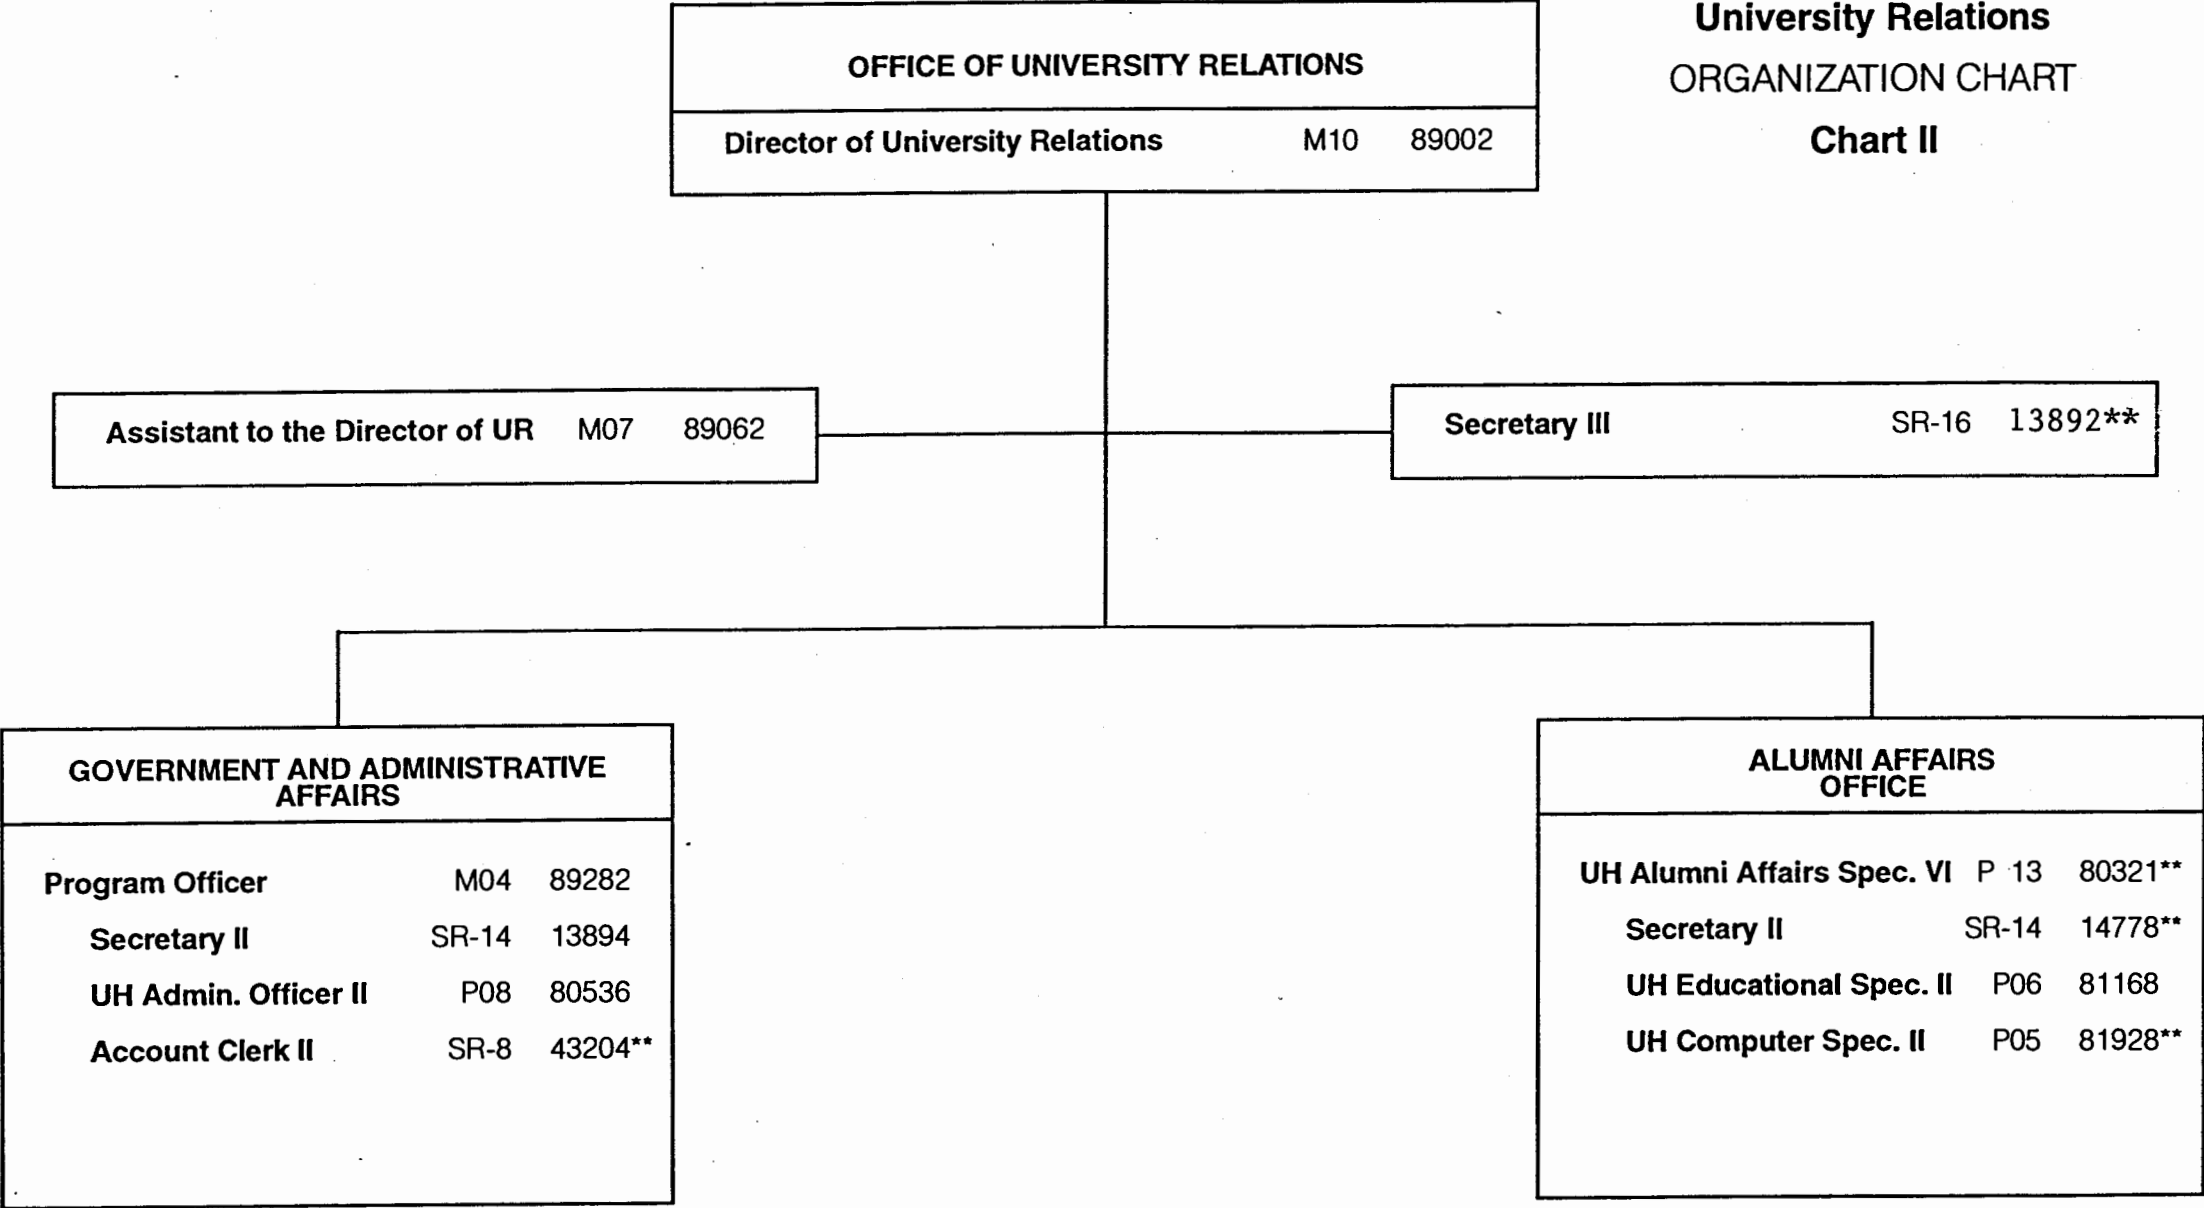 University Relations
ORGANIZATION CHART
Chart II
OFFICE OF UNIVERSITY RELATIONS
Director of University Relations M10 89002
Assistant to the Director of UR M07 89062
Secretary III SR-16 13892**
GOVERNMENT AND ADMINISTRATIVE
AFFAIRS
Program Officer M04 89282
Secretary II SR-14 13894
UH Admin. Officer II P08 80536
Account Clerk II SR-8 43204**
ALUMNI AFFAIRS
OFFICE
UH Alumni Affairs Spec. VI P 13 80321**
Secretary II SR-14 14778**
UH Educational Spec. II P06 81168
UH Computer Spec. II P05 81928**